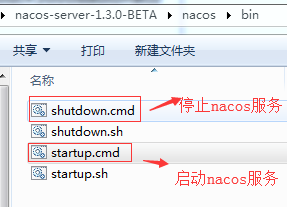 nacos-server-1.3.0-BETA ▸ nacos ▸ bin
共享 打印 新建文件夹
名称
shutdown.cmd 停止nacos服务
shutdown.sh
startup.cmd
startup.sh 启动nacos服务